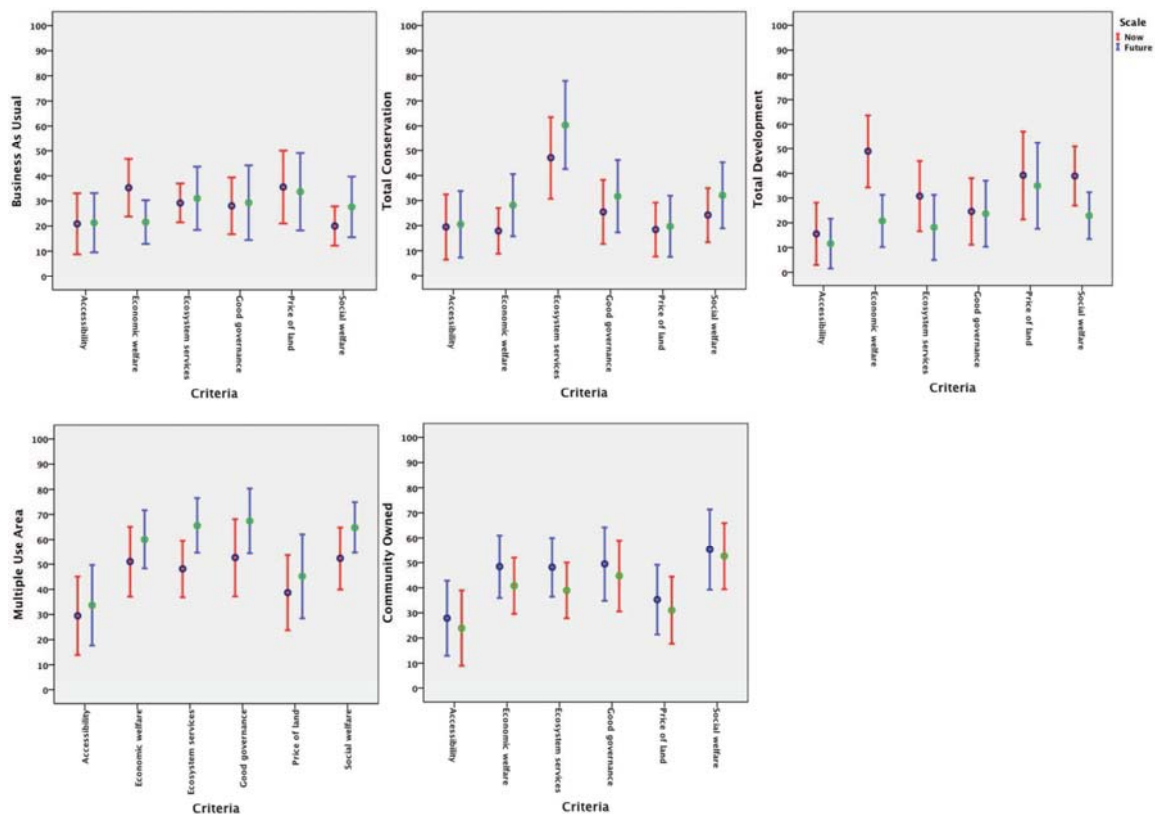 Business As Usual
100
90
80
70
60
50
40
30
20
10
0
Accessibility
Economic welfare
Ecosystem services
Good governance
Price of land
Social welfare
Criteria
Total Conservation
100
90
80
70
60
50
40
30
20
10
0
Accessibility
Economic welfare
Ecosystem services
Good governance
Price of land
Social welfare
Criteria
Total Development
100
90
80
70
60
50
40
30
20
10
0
Accessibility
Economic welfare
Ecosystem services
Good governance
Price of land
Social welfare
Criteria
Scale
Now
Future
Multiple Use Area
100
90
80
70
60
50
40
30
20
10
0
Accessibility
Economic welfare
Ecosystem services
Good governance
Price of land
Social welfare
Criteria
Community Owned
100
90
80
70
60
50
40
30
20
10
0
Accessibility
Economic welfare
Ecosystem services
Good governance
Price of land
Social welfare
Criteria